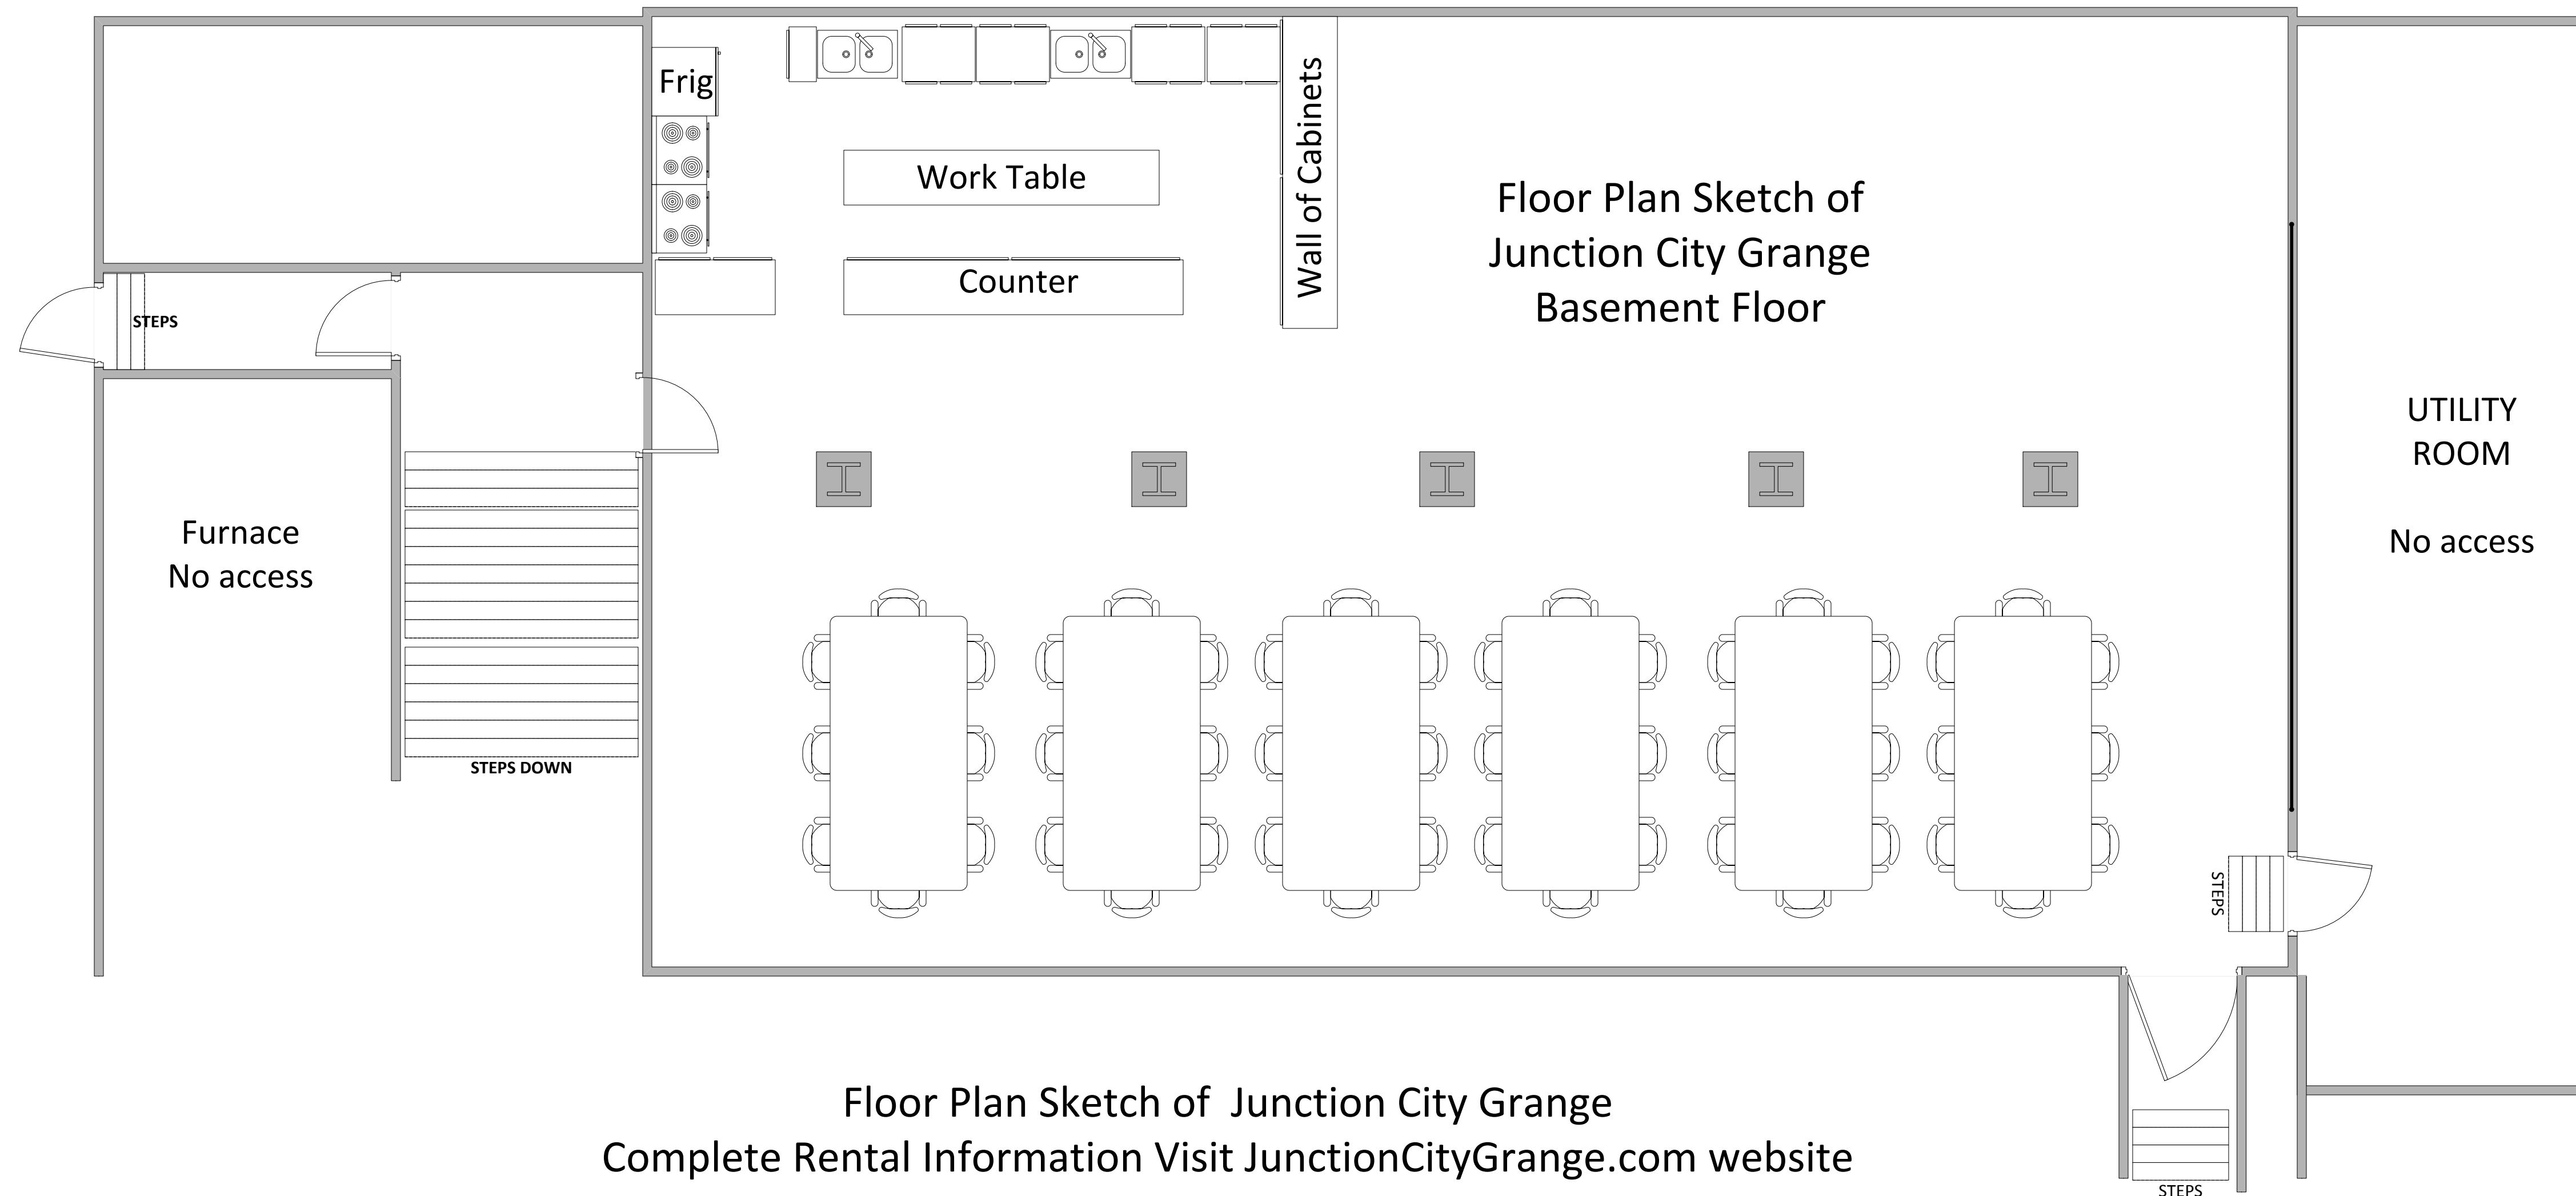 Frig
Work Table
Counter
Wall of Cabinets
Floor Plan Sketch of
Junction City Grange
Basement Floor
STEPS
UTILITY
ROOM
No access
Furnace
No access
STEPS DOWN
STEPS
Floor Plan Sketch of  Junction City Grange
Complete Rental Information Visit JunctionCityGrange.com website
STEPS